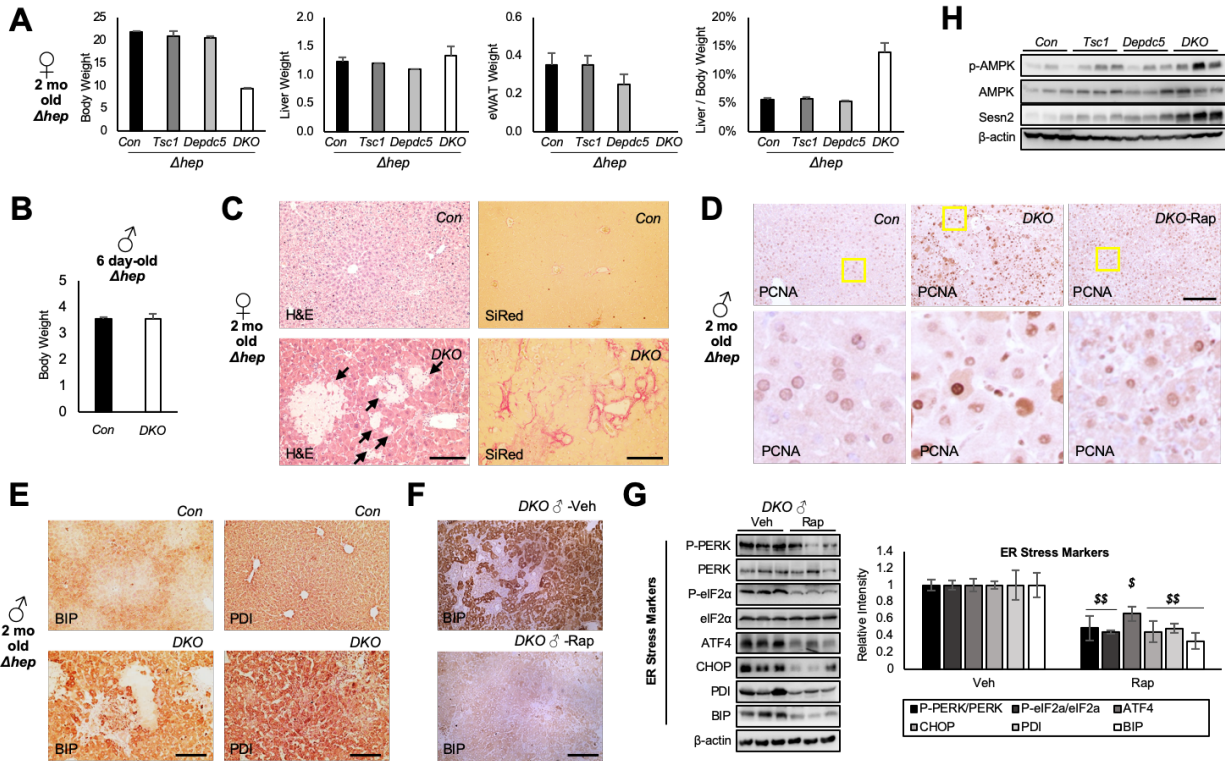 A
♀
2 mo
old
Δhep
Body Weight
25
20
15
10
5
0
Con Tsc1 Depdc5 DKO
Δhep
Liver Weight
1.5
1.0
0.5
0.0
Con Tsc1 Depdc5 DKO
Δhep
eWAT Weight
0.6
0.4
0.2
0.0
Con Tsc1 Depdc5 DKO
Δhep
Liver / Body Weight
20%
15%
10%
5%
0%
Con Tsc1 Depdc5 DKO
Δhep
H
Con Tsc1 Depdc5 DKO
p-AMPK
AMPK
Sesn2
β-actin
B
♂
6 day-old
Δhep
Body Weight
5
4
3
2
1
0
Con DKO
C
♀
2 mo
old
Δhep
Con
H&E
Con
SiRed
DKO
H&E
DKO
SiRed
D
♂
2 mo
old
Δhep
Con
PCNA
DKO
PCNA
DKO-Rap
PCNA
PCNA
PCNA
PCNA
E
♂
2 mo
old
Δhep
Con
BIP
Con
PDI
DKO
BIP
DKO
PDI
F
DKO ♂ -Veh
BIP
DKO ♂ -Rap
BIP
G
DKO ♂
Veh Rap
ER Stress Markers
P-PERK
PERK
P-eIF2α
eIF2α
ATF4
CHOP
PDI
BIP
β-actin
ER Stress Markers
Relative Intensity
1.4
1.2
1
0.8
0.6
0.4
0.2
0
$$ $ $$
Veh Rap
P-PERK/PERK P-eIF2a/eIF2a ATF4
CHOP PDI BIP